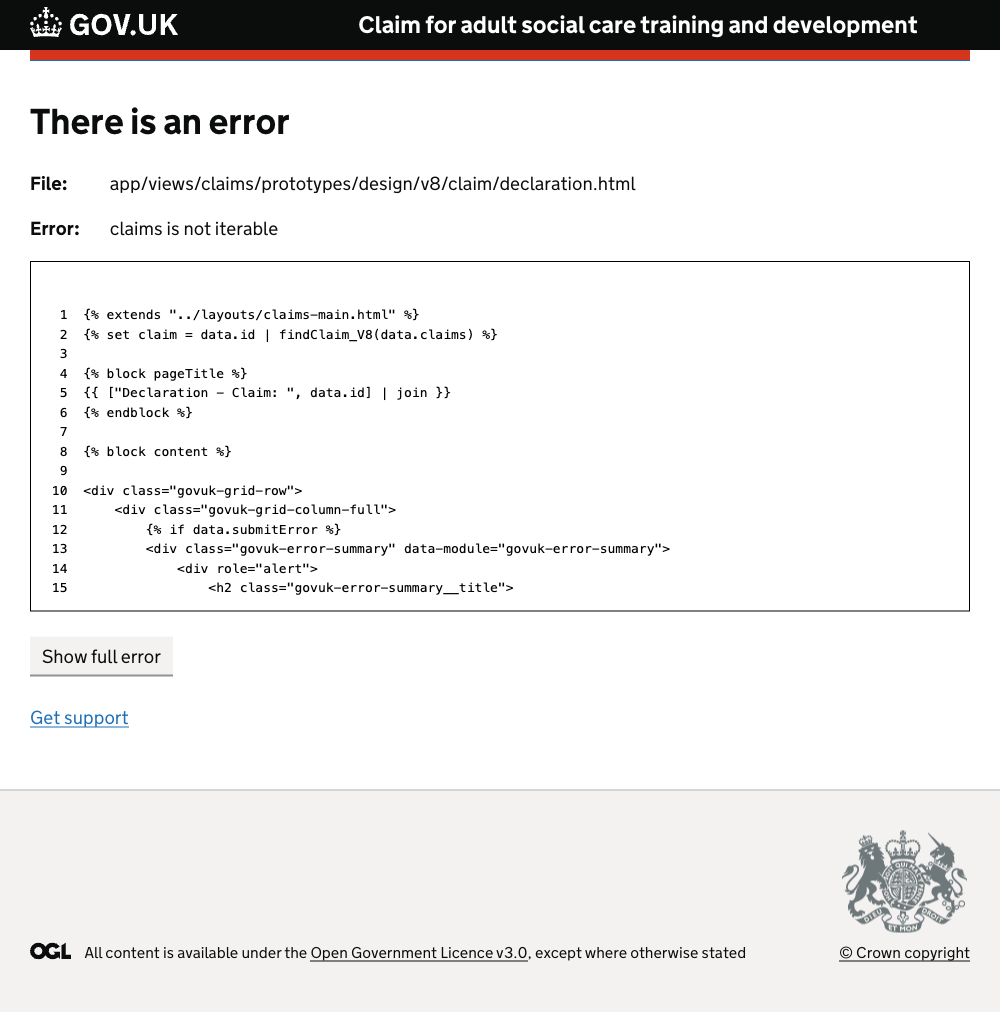 GOV.UK
Claim for adult social care training and development
There is an error
File: app/views/claims/prototypes/design/v8/claim/declaration.html
Error: claims is not iterable
1 {% extends "../layouts/claims-main.html" %}
2 {% set claim = data.id | findClaim_V8(data.claims) %}
3
4 {% block pageTitle %}
5 {{ ["Declaration - Claim: ", data.id] | join }}
6 {% endblock %}
7
8 {% block content %}
9
10 <div class="govuk-grid-row">
11     <div class="govuk-grid-column-full">
12         {% if data.submitError %}
13         <div class="govuk-error-summary" data-module="govuk-error-summary">
14             <div role="alert">
15                 <h2 class="govuk-error-summary__title">
Show full error
Get support
OGL All content is available under the Open Government Licence v3.0, except where otherwise stated
© Crown copyright